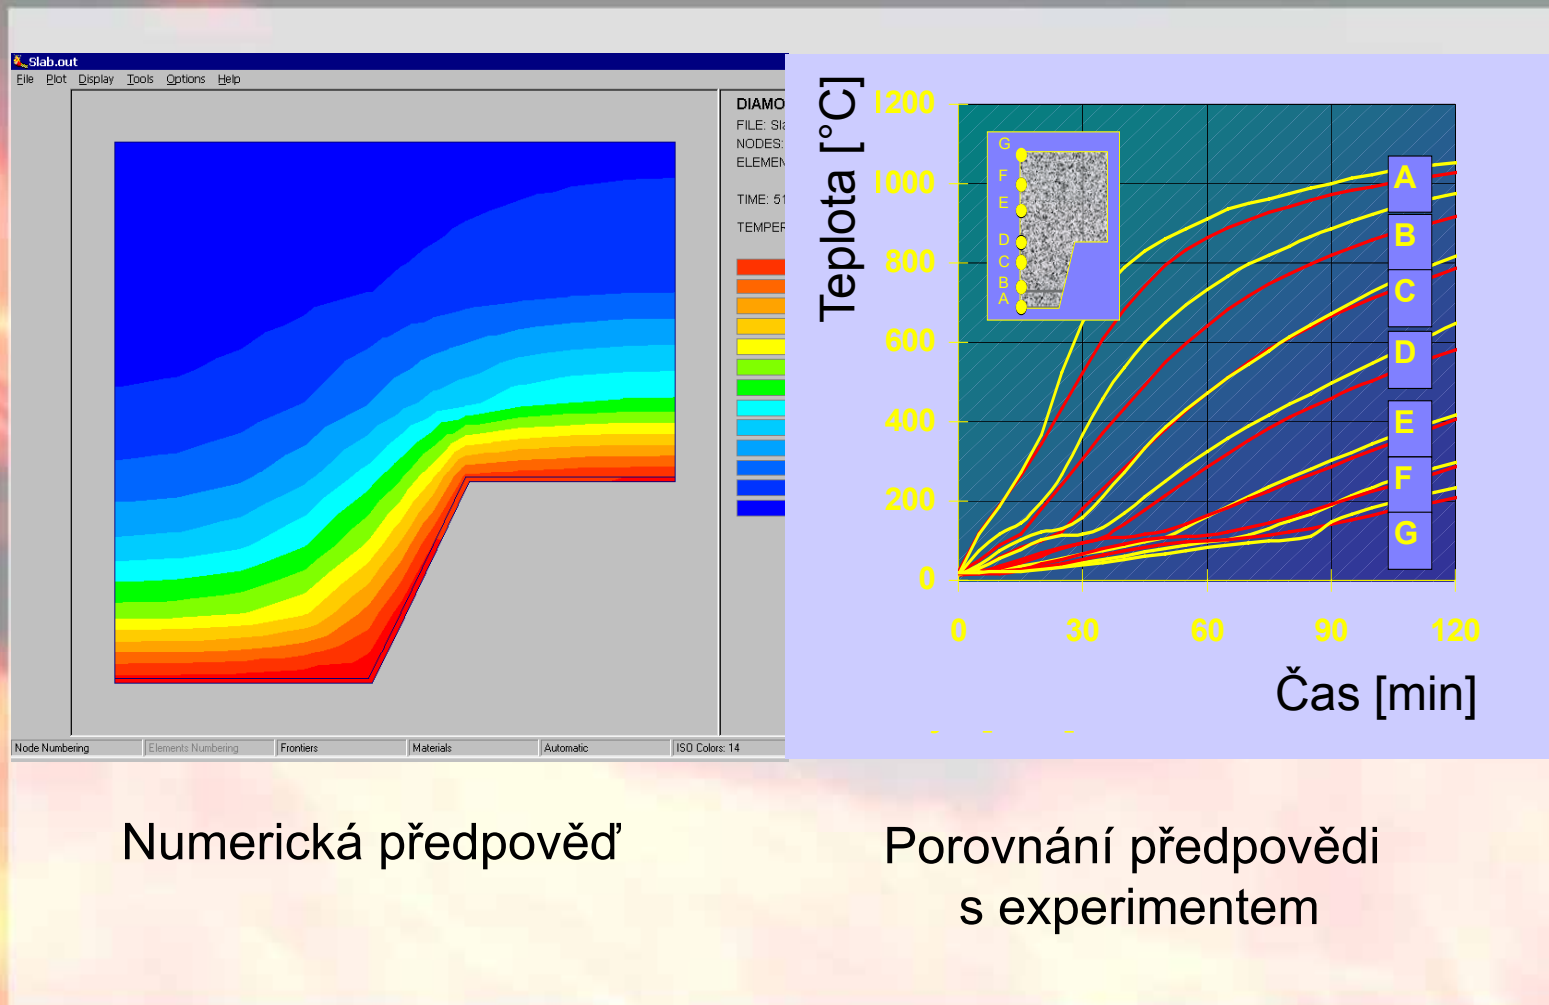 Slab.out
File Plot Display Tools Options Help
DIAMO
FILE: Sla
NODES:
ELEMEN
TIME: 51
TEMPER
Node Numbering Elements Numbering Frontiers Materials Automatic ISO Colors: 14
Teplota [°C]
1200
1000
800
600
400
200
0
G
F
E
D
C
B
A
A
B
C
D
E
F
G
0 30 60 90 120
Čas [min]
Numerická předpověď
Porovnání předpovědi
s experimentem